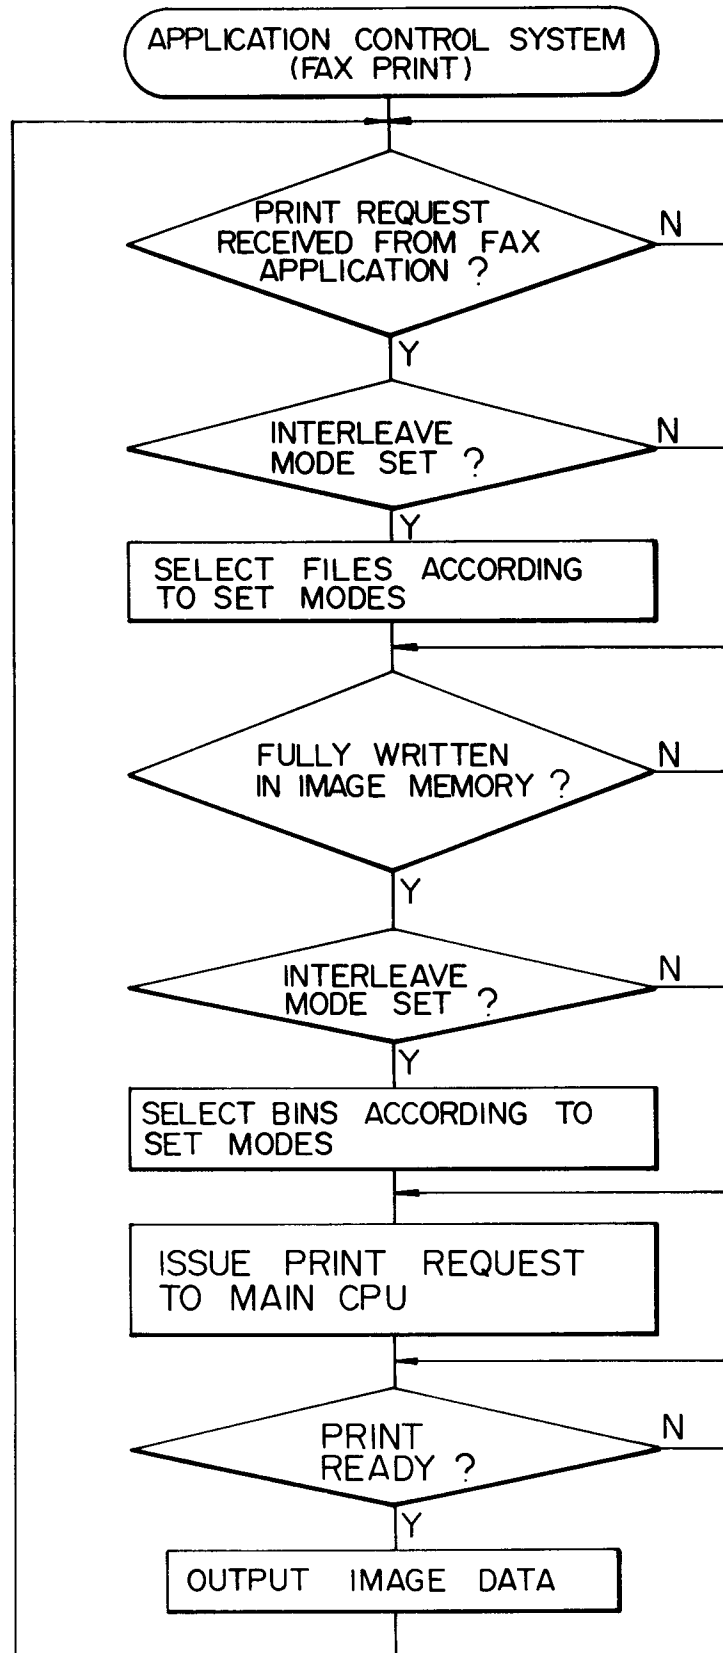 APPLICATION CONTROL SYSTEM
(FAX PRINT)
PRINT REQUEST
RECEIVED FROM FAX
APPLICATION ?
N
Y
INTERLEAVE
MODE SET ?
N
Y
SELECT FILES ACCORDING
TO SET MODES
FULLY WRITTEN
IN IMAGE MEMORY ?
N
Y
INTERLEAVE
MODE SET ?
N
Y
SELECT BINS ACCORDING TO
SET MODES
ISSUE PRINT REQUEST
TO MAIN CPU
PRINT
READY ?
N
Y
OUTPUT IMAGE DATA